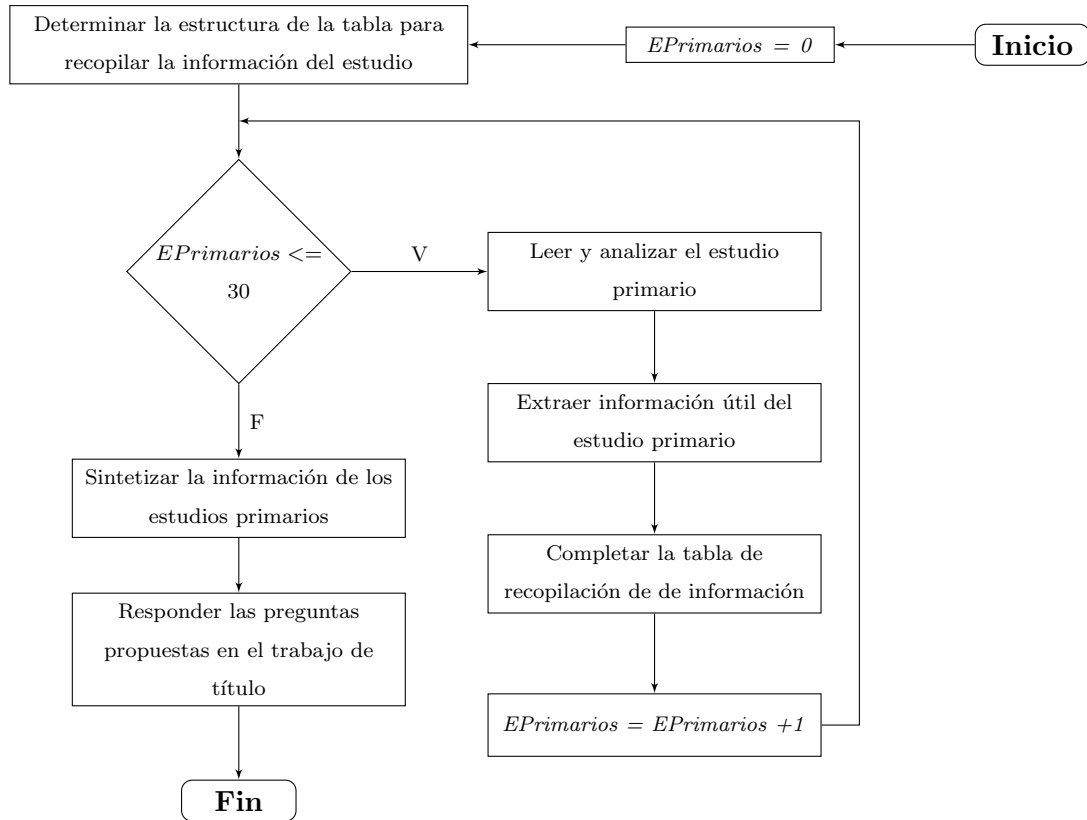 Inicio
EPrimarios = 0
Determinar la estructura de la tabla para
recopilar la información del estudio
EPrimarios <=
30
V
Leer y analizar el estudio
primario
Extraer información útil del
estudio primario
Completar la tabla de
recopilación de de información
EPrimarios = EPrimarios +1
F
Sintetizar la información de los
estudios primarios
Responder las preguntas
propuestas en el trabajo de
título
Fin